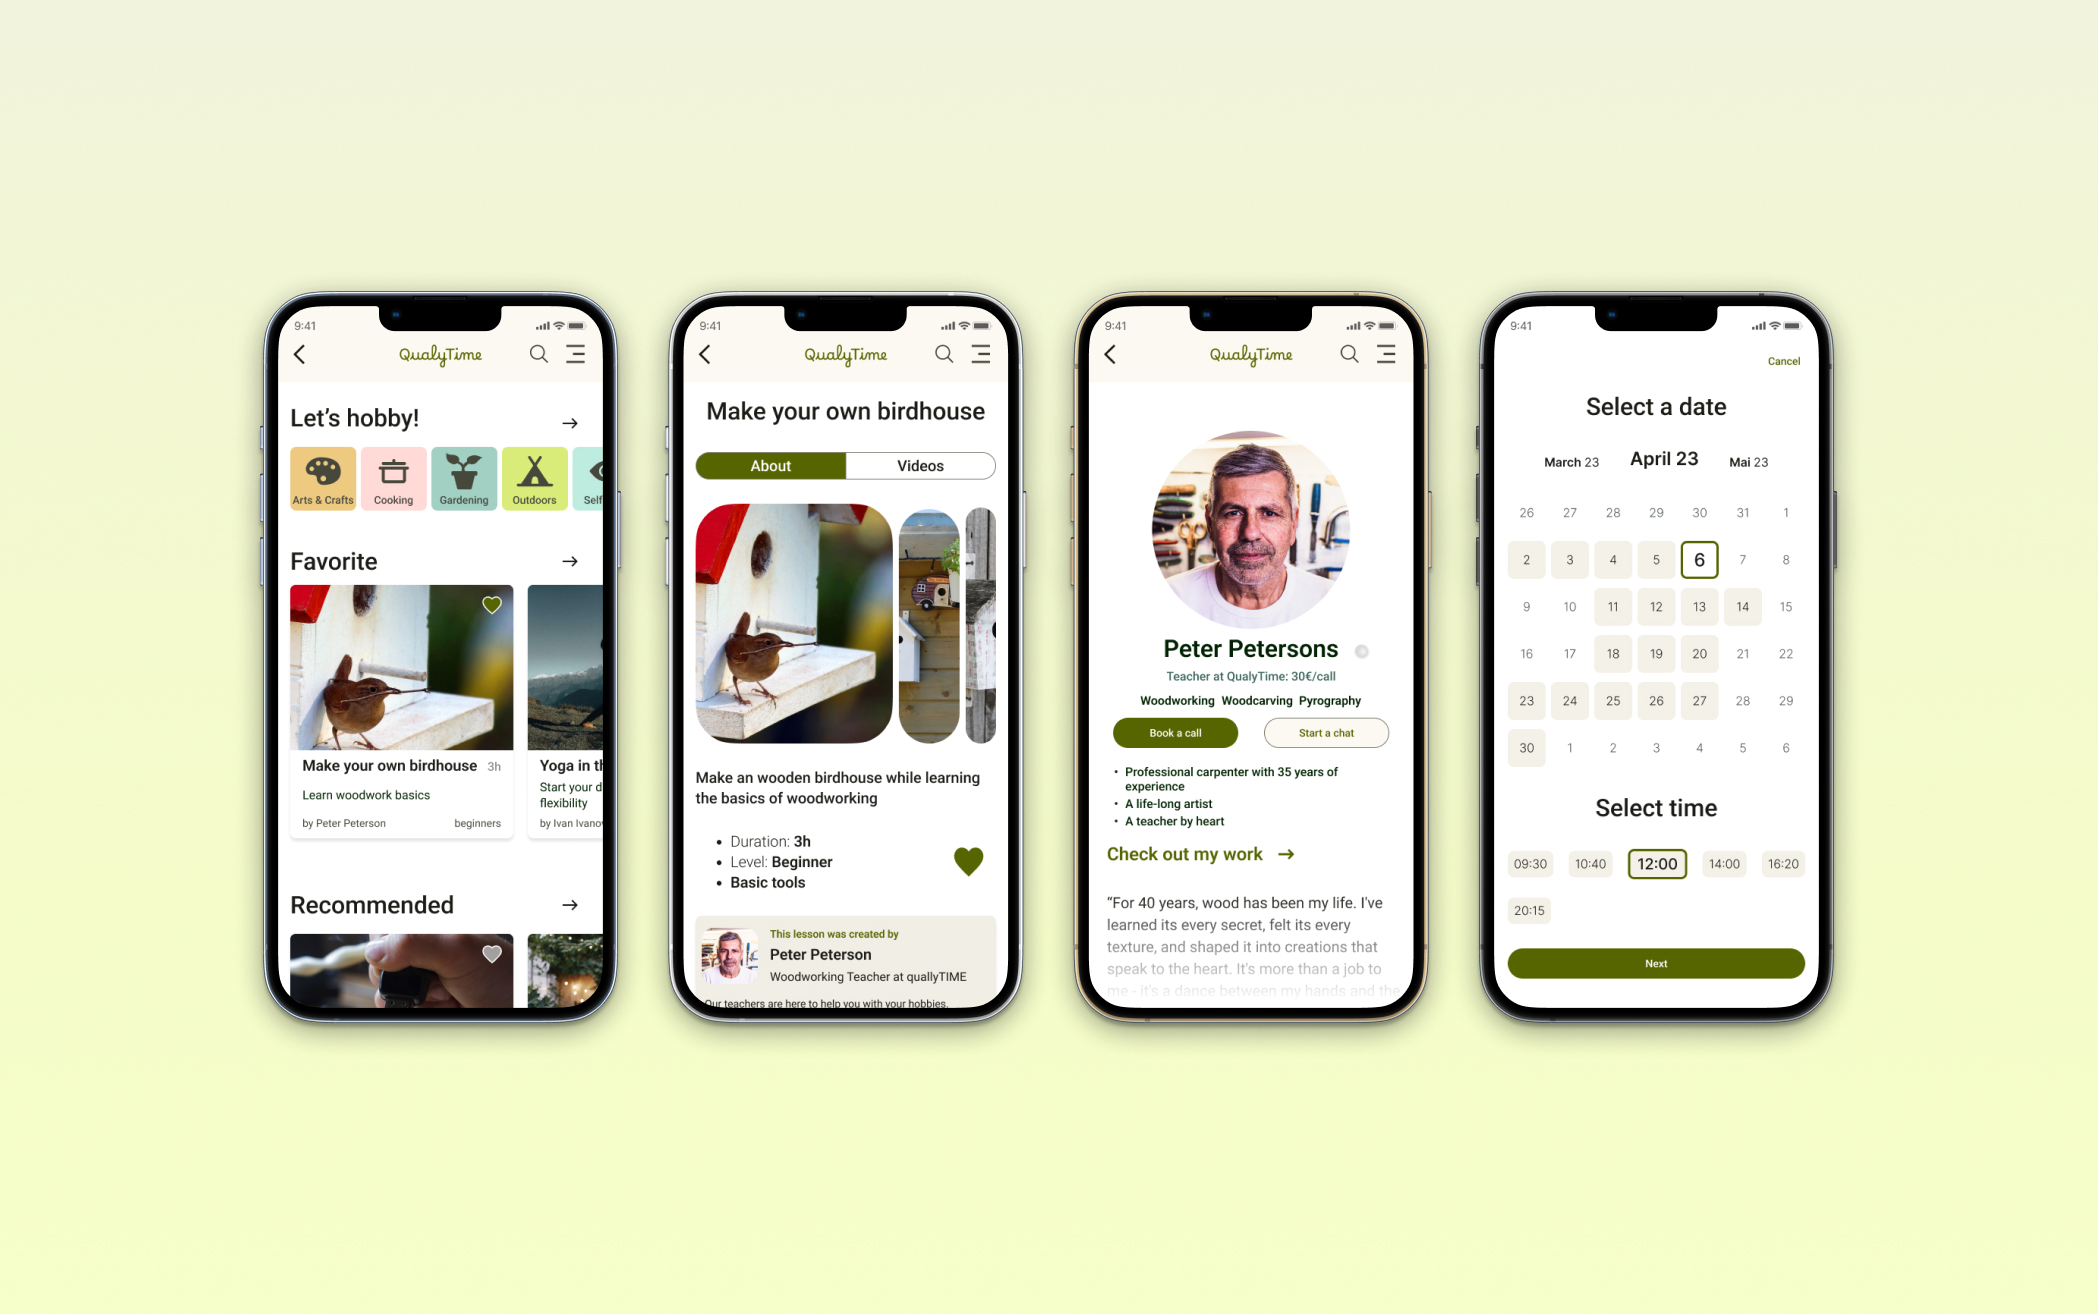 9:41
QualyTime
Let's hobby!
Arts & Crafts
Cooking
Gardening
Outdoors
Self
Favorite
Make your own birdhouse 3h
Learn woodwork basics
by Peter Peterson beginners
Yoga in th
Start your d
flexibility
by Ivan Ivano
Recommended
9:41
QualyTime
Make your own birdhouse
About
Videos
Make an wooden birdhouse while learning
the basics of woodworking
• Duration: 3h
• Level: Beginner
• Basic tools
This lesson was created by
Peter Peterson
Woodworking Teacher at quallyTIME
Our teachers are here to help you with your hobbies.
9:41
QualyTime
Peter Petersons
Teacher at QualyTime: 30€/call
Woodworking Woodcarving Pyrography
Book a call
Start a chat
• Professional carpenter with 35 years of
experience
• A life-long artist
• A teacher by heart
Check out my work →
“For 40 years, wood has been my life. I've
learned its every secret, felt its every
texture, and shaped it into creations that
speak to the heart. It's more than a job to
me - it's a dance between my hands and the
9:41
Cancel
Select a date
March 23 April 23 Mai 23
26 27 28 29 30 31 1
2 3 4 5 6 7 8
9 10 11 12 13 14 15
16 17 18 19 20 21 22
23 24 25 26 27 28 29
30 1 2 3 4 5 6
Select time
09:30 10:40 12:00 14:00 16:20
20:15
Next